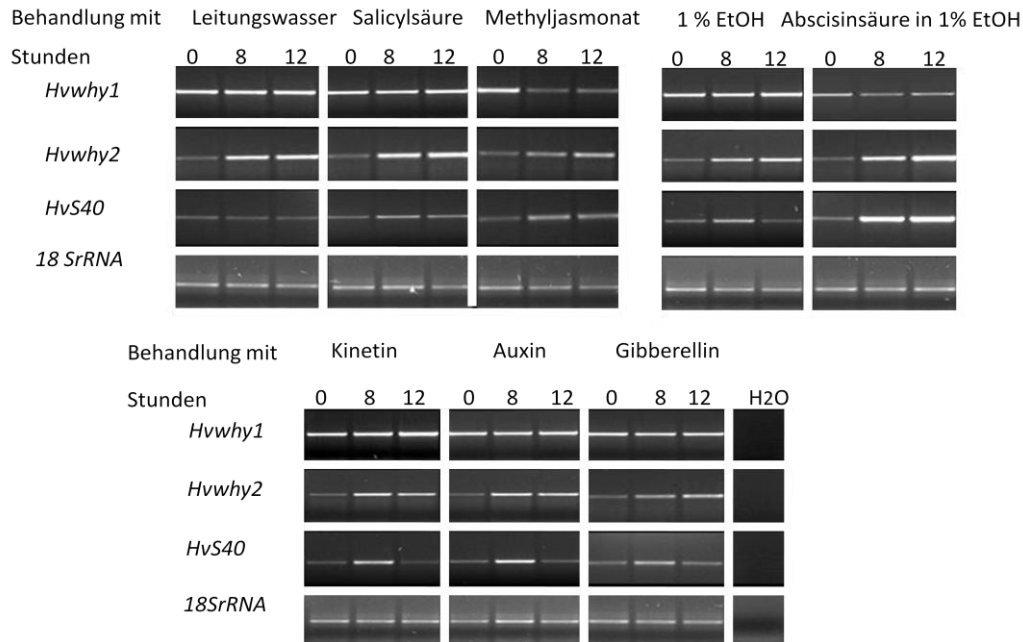 Behandlung mit Leitungswasser Salicylsäure Methyljasmonat 1 % EtOH Abscisinsäure in 1% EtOH
Stunden 0 8 12 0 8 12 0 8 12 0 8 12 0 8 12
Hvwhy1
Hvwhy2
HvS40
18 SrRNA
Behandlung mit Kinetin Auxin Gibberellin
Stunden 0 8 12 0 8 12 0 8 12 H2O
Hvwhy1
Hvwhy2
HvS40
18SrRNA